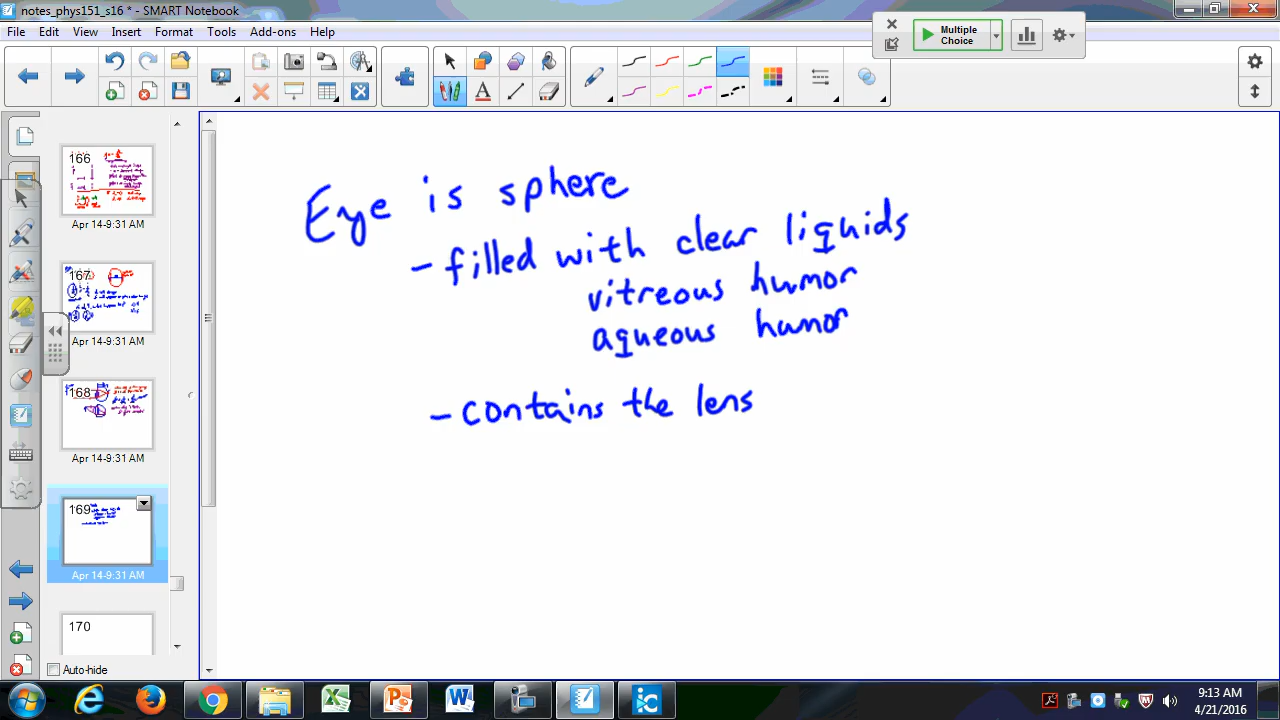 notes_phys151_s16 * - SMART Notebook
File Edit View Insert Format Tools Add-ons Help
Multiple
Choice
166
Apr 14-9:31 AM
167
Apr 14-9:31 AM
168
Apr 14-9:31 AM
169
Apr 14-9:31 AM
170
Auto-hide
Eye is sphere
- filled with clear liquids
vitreous humor
aqueous humor
- contains the lens
9:13 AM
4/21/2016